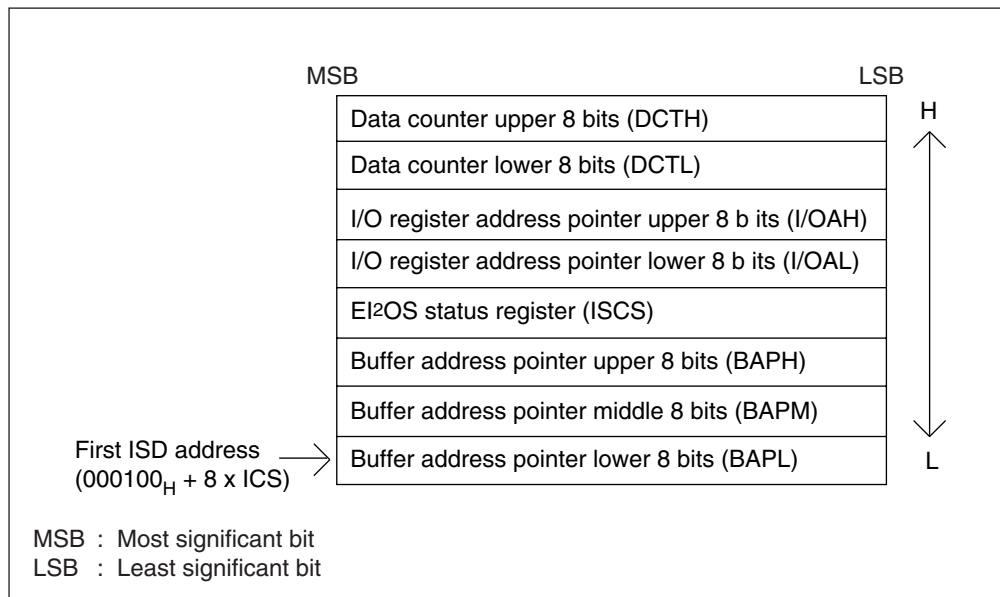 MSB LSB
Data counter upper 8 bits (DCTH)
H
Data counter lower 8 bits (DCTL)
I/O register address pointer upper 8 b its (I/OAH)
I/O register address pointer lower 8 b its (I/OAL)
EI2OS status register (ISCS)
Buffer address pointer upper 8 bits (BAPH)
Buffer address pointer middle 8 bits (BAPM)
First ISD address
(000100H + 8 x ICS)
Buffer address pointer lower 8 bits (BAPL)
L
MSB : Most significant bit
LSB : Least significant bit